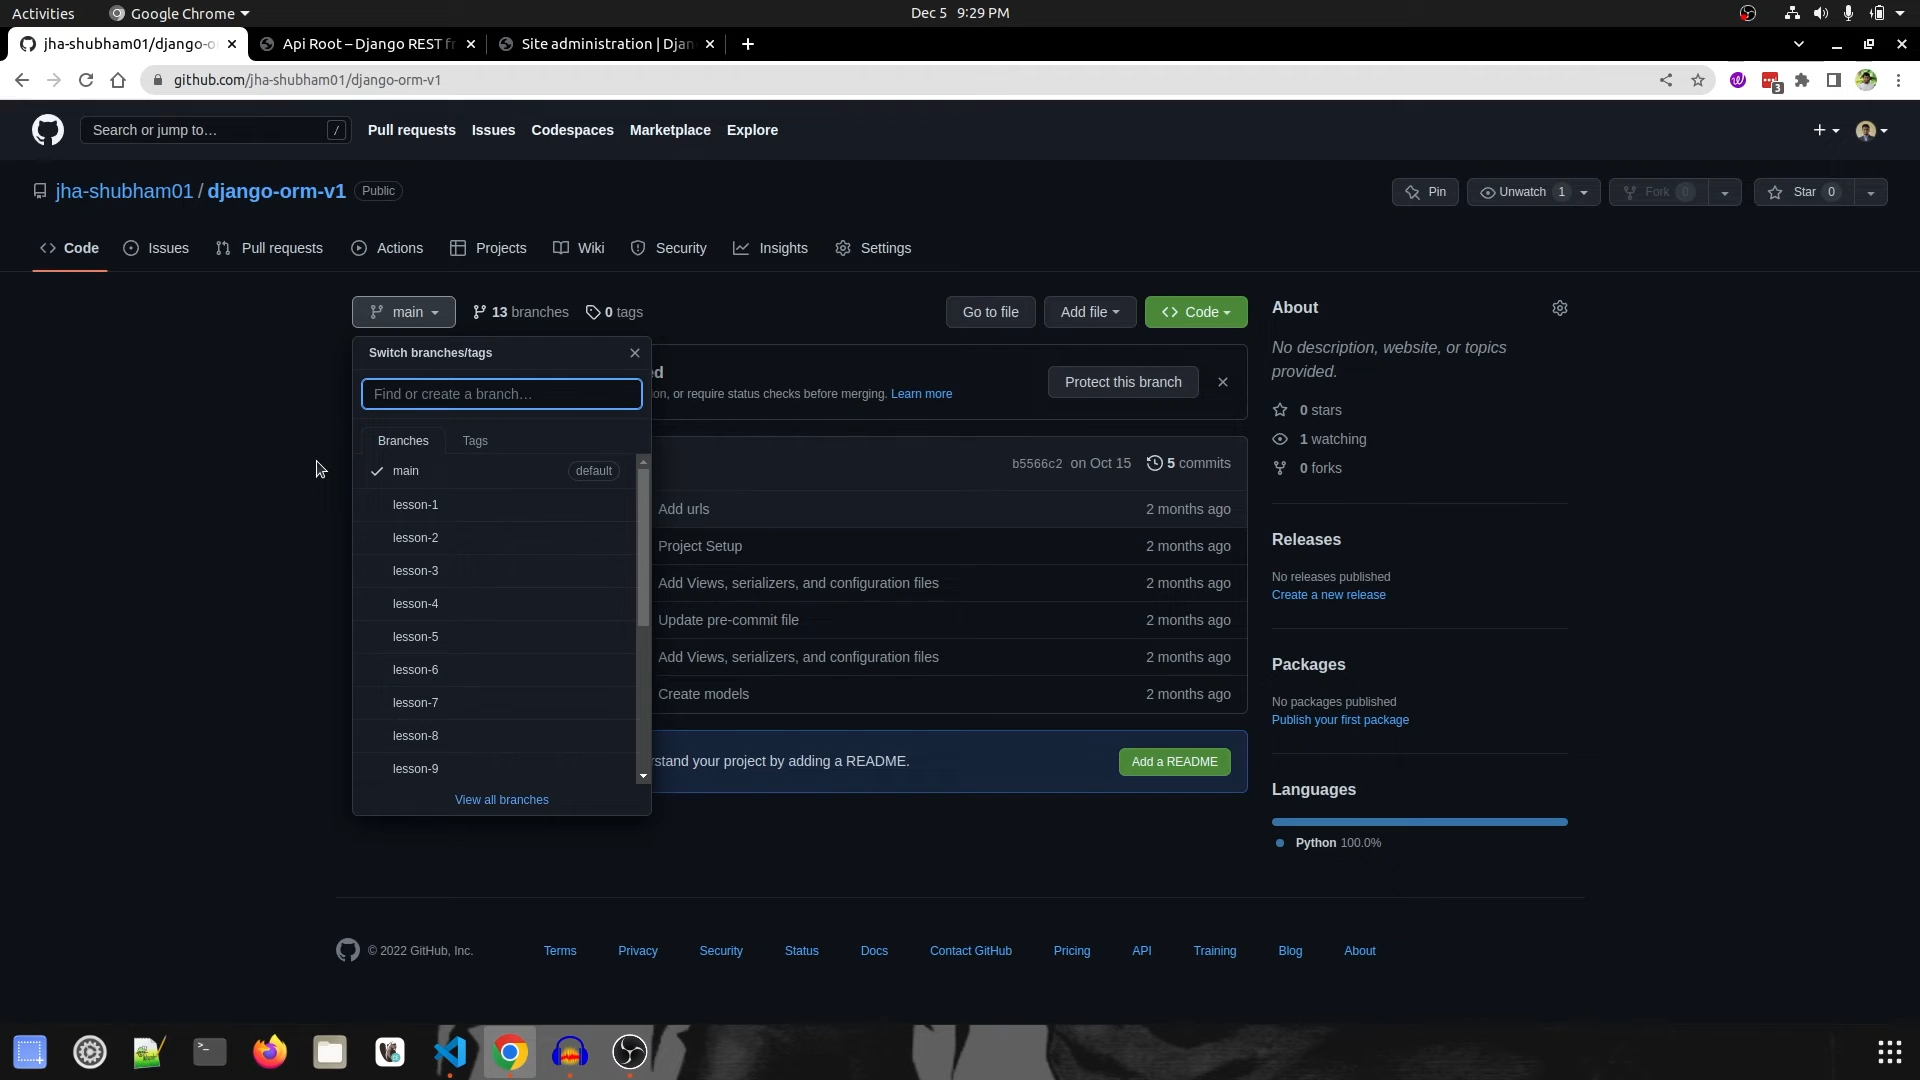 Activities
Google Chrome
Dec 5 9:29 PM
jha-shubham01/django-o
Api Root – Django REST fr
Site administration | Djan
github.com/jha-shubham01/django-orm-v1
3
Search or jump to…
/
Pull requests
Issues
Codespaces
Marketplace
Explore
jha-shubham01 / django-orm-v1
Public
Pin
Unwatch 1
Fork 0
Star 0
Code
Issues
Pull requests
Actions
Projects
Wiki
Security
Insights
Settings
main
13 branches
0 tags
Go to file
Add file
Code
Switch branches/tags
Find or create a branch…
Branches
Tags
main
default
lesson-1
lesson-2
lesson-3
lesson-4
lesson-5
lesson-6
lesson-7
lesson-8
lesson-9
View all branches
ed
on, or require status checks before merging. Learn more
Protect this branch
b5566c2 on Oct 15
5 commits
Add urls
2 months ago
Project Setup
2 months ago
Add Views, serializers, and configuration files
2 months ago
Update pre-commit file
2 months ago
Add Views, serializers, and configuration files
2 months ago
Create models
2 months ago
rstand your project by adding a README.
Add a README
About
No description, website, or topics
provided.
0 stars
1 watching
0 forks
Releases
No releases published
Create a new release
Packages
No packages published
Publish your first package
Languages
Python 100.0%
© 2022 GitHub, Inc.
Terms
Privacy
Security
Status
Docs
Contact GitHub
Pricing
API
Training
Blog
About